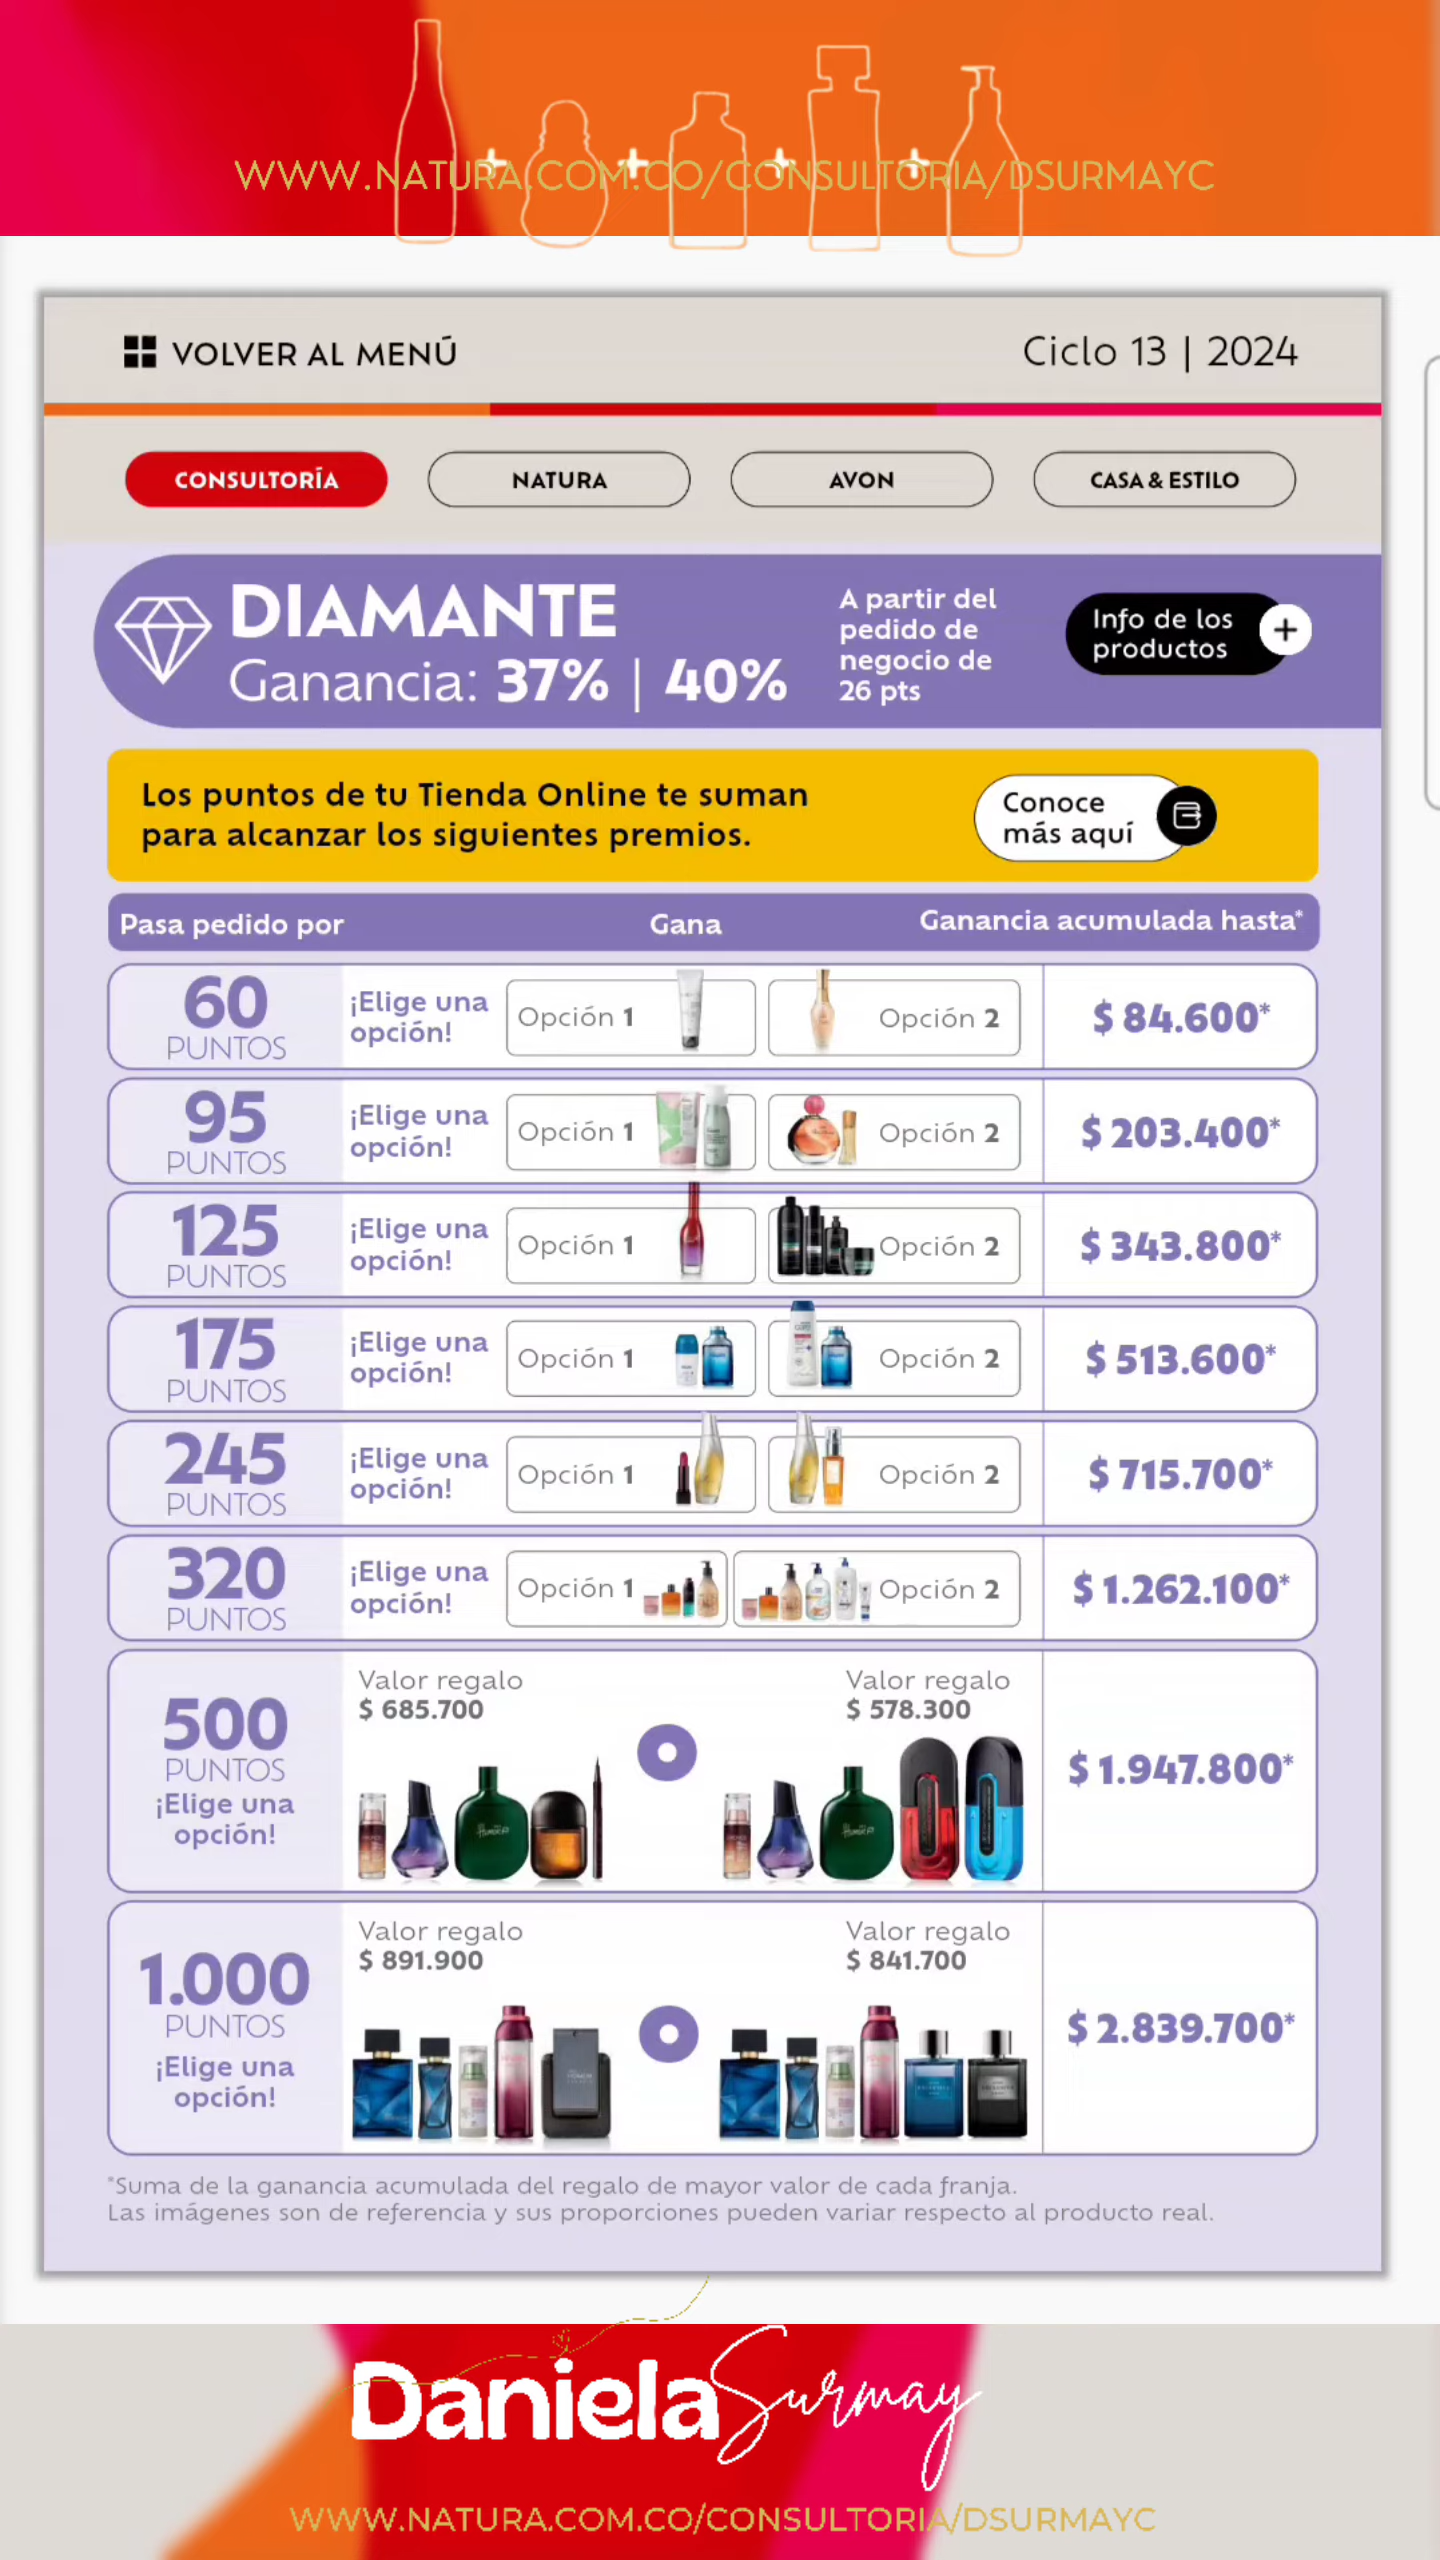 WWW.NATURA.COM.CO/CONSULTORIA/DSURMAYC
VOLVER AL MENÚ
Ciclo 13 | 2024
CONSULTORÍA
NATURA
AVON
CASA & ESTILO
DIAMANTE
Ganancia: 37% | 40%
A partir del
pedido de
negocio de
26 pts
Info de los
productos
+
Los puntos de tu Tienda Online te suman
para alcanzar los siguientes premios.
Conoce
más aquí
Pasa pedido por
Gana
Ganancia acumulada hasta*
60
PUNTOS
¡Elige una
opción!
Opción 1
Opción 2
$ 84.600*
95
PUNTOS
¡Elige una
opción!
Opción 1
Opción 2
$ 203.400*
125
PUNTOS
¡Elige una
opción!
Opción 1
Opción 2
$ 343.800*
175
PUNTOS
¡Elige una
opción!
Opción 1
Opción 2
$ 513.600*
245
PUNTOS
¡Elige una
opción!
Opción 1
Opción 2
$ 715.700*
320
PUNTOS
¡Elige una
opción!
Opción 1
Opción 2
$ 1.262.100*
500
PUNTOS
¡Elige una
opción!
Valor regalo
$ 685.700
O
Valor regalo
$ 578.300
$ 1.947.800*
1.000
PUNTOS
¡Elige una
opción!
Valor regalo
$ 891.900
O
Valor regalo
$ 841.700
$ 2.839.700*
*Suma de la ganancia acumulada del regalo de mayor valor de cada franja.
Las imágenes son de referencia y sus proporciones pueden variar respecto al producto real.
Daniela Surmay
WWW.NATURA.COM.CO/CONSULTORIA/DSURMAYC